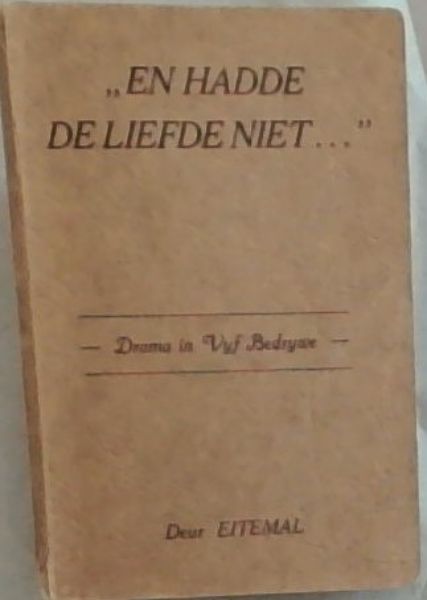 „EN HADDE
DE LIEFDE NIET...”
— Drama in Vyf Bedrywe —
Deur EITEMAL